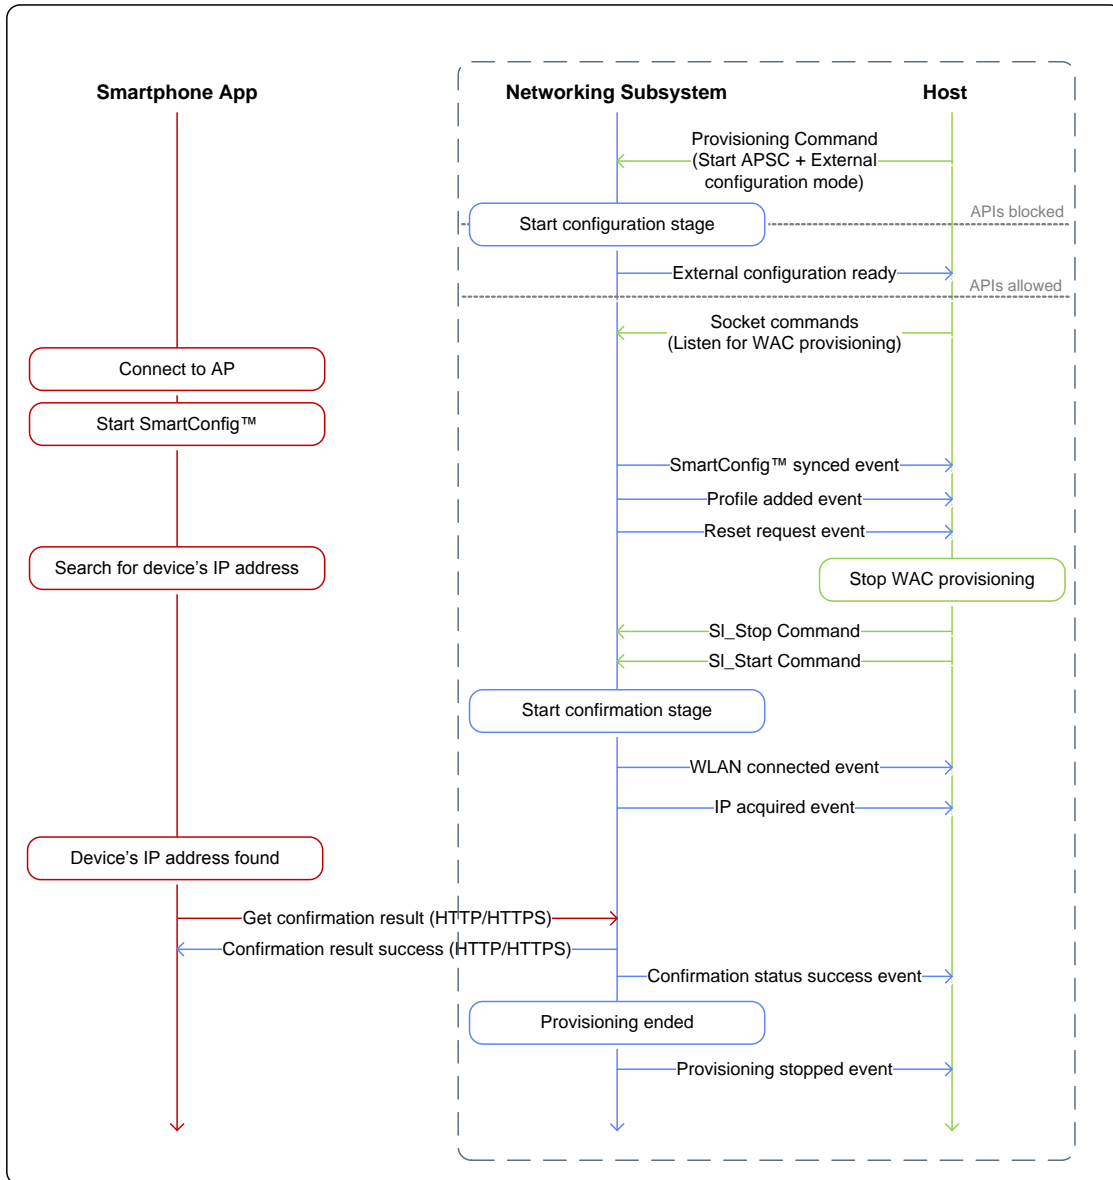 Smartphone App
Networking Subsystem
Host
Provisioning Command
(Start APSC + External
configuration mode)
APIs blocked
Start configuration stage
External configuration ready
APIs allowed
Socket commands
(Listen for WAC provisioning)
Connect to AP
Start SmartConfig™
SmartConfig™ synced event
Profile added event
Reset request event
Search for device’s IP address
Stop WAC provisioning
Sl_Stop Command
Sl_Start Command
Start confirmation stage
WLAN connected event
IP acquired event
Device’s IP address found
Get confirmation result (HTTP/HTTPS)
Confirmation result success (HTTP/HTTPS)
Confirmation status success event
Provisioning ended
Provisioning stopped event